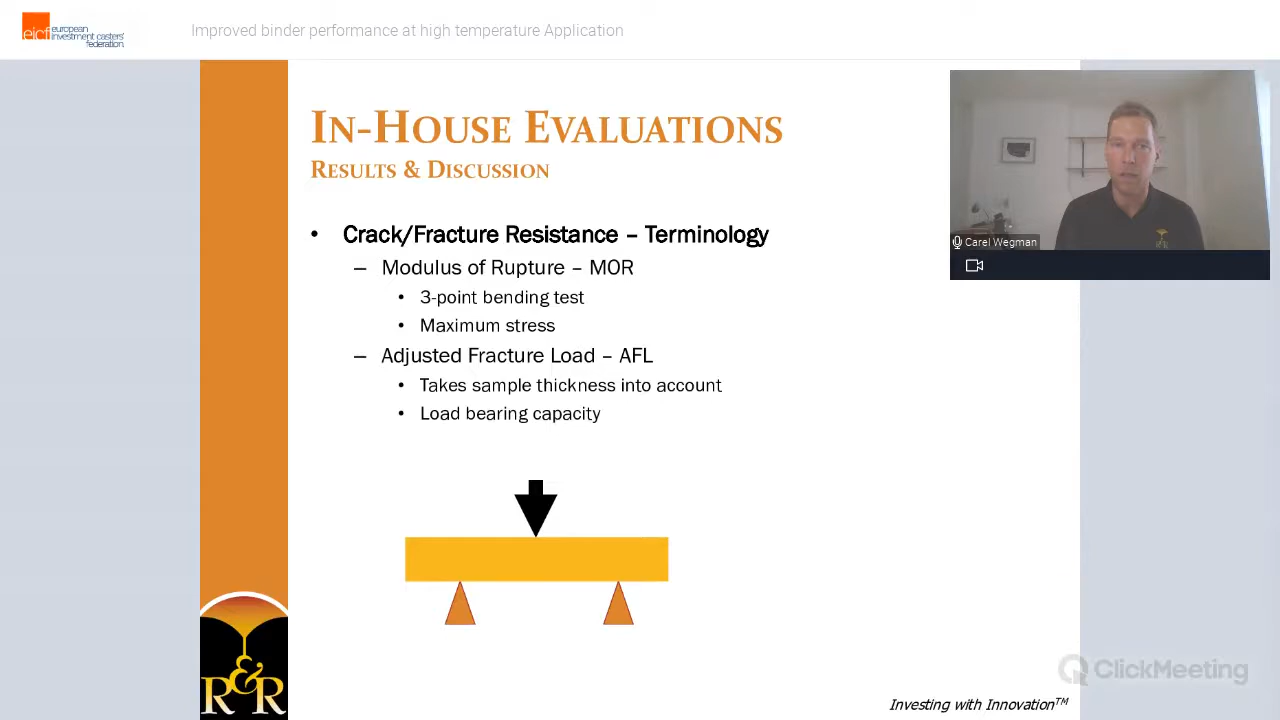 eicf
european
investment casters'
federation.
Improved binder performance at high temperature Application
IN-HOUSE EVALUATIONS
RESULTS & DISCUSSION
• Crack/Fracture Resistance – Terminology
– Modulus of Rupture – MOR
• 3-point bending test
• Maximum stress
– Adjusted Fracture Load – AFL
• Takes sample thickness into account
• Load bearing capacity
Carel Wegman
R&R
ClickMeeting
Investing with Innovation™